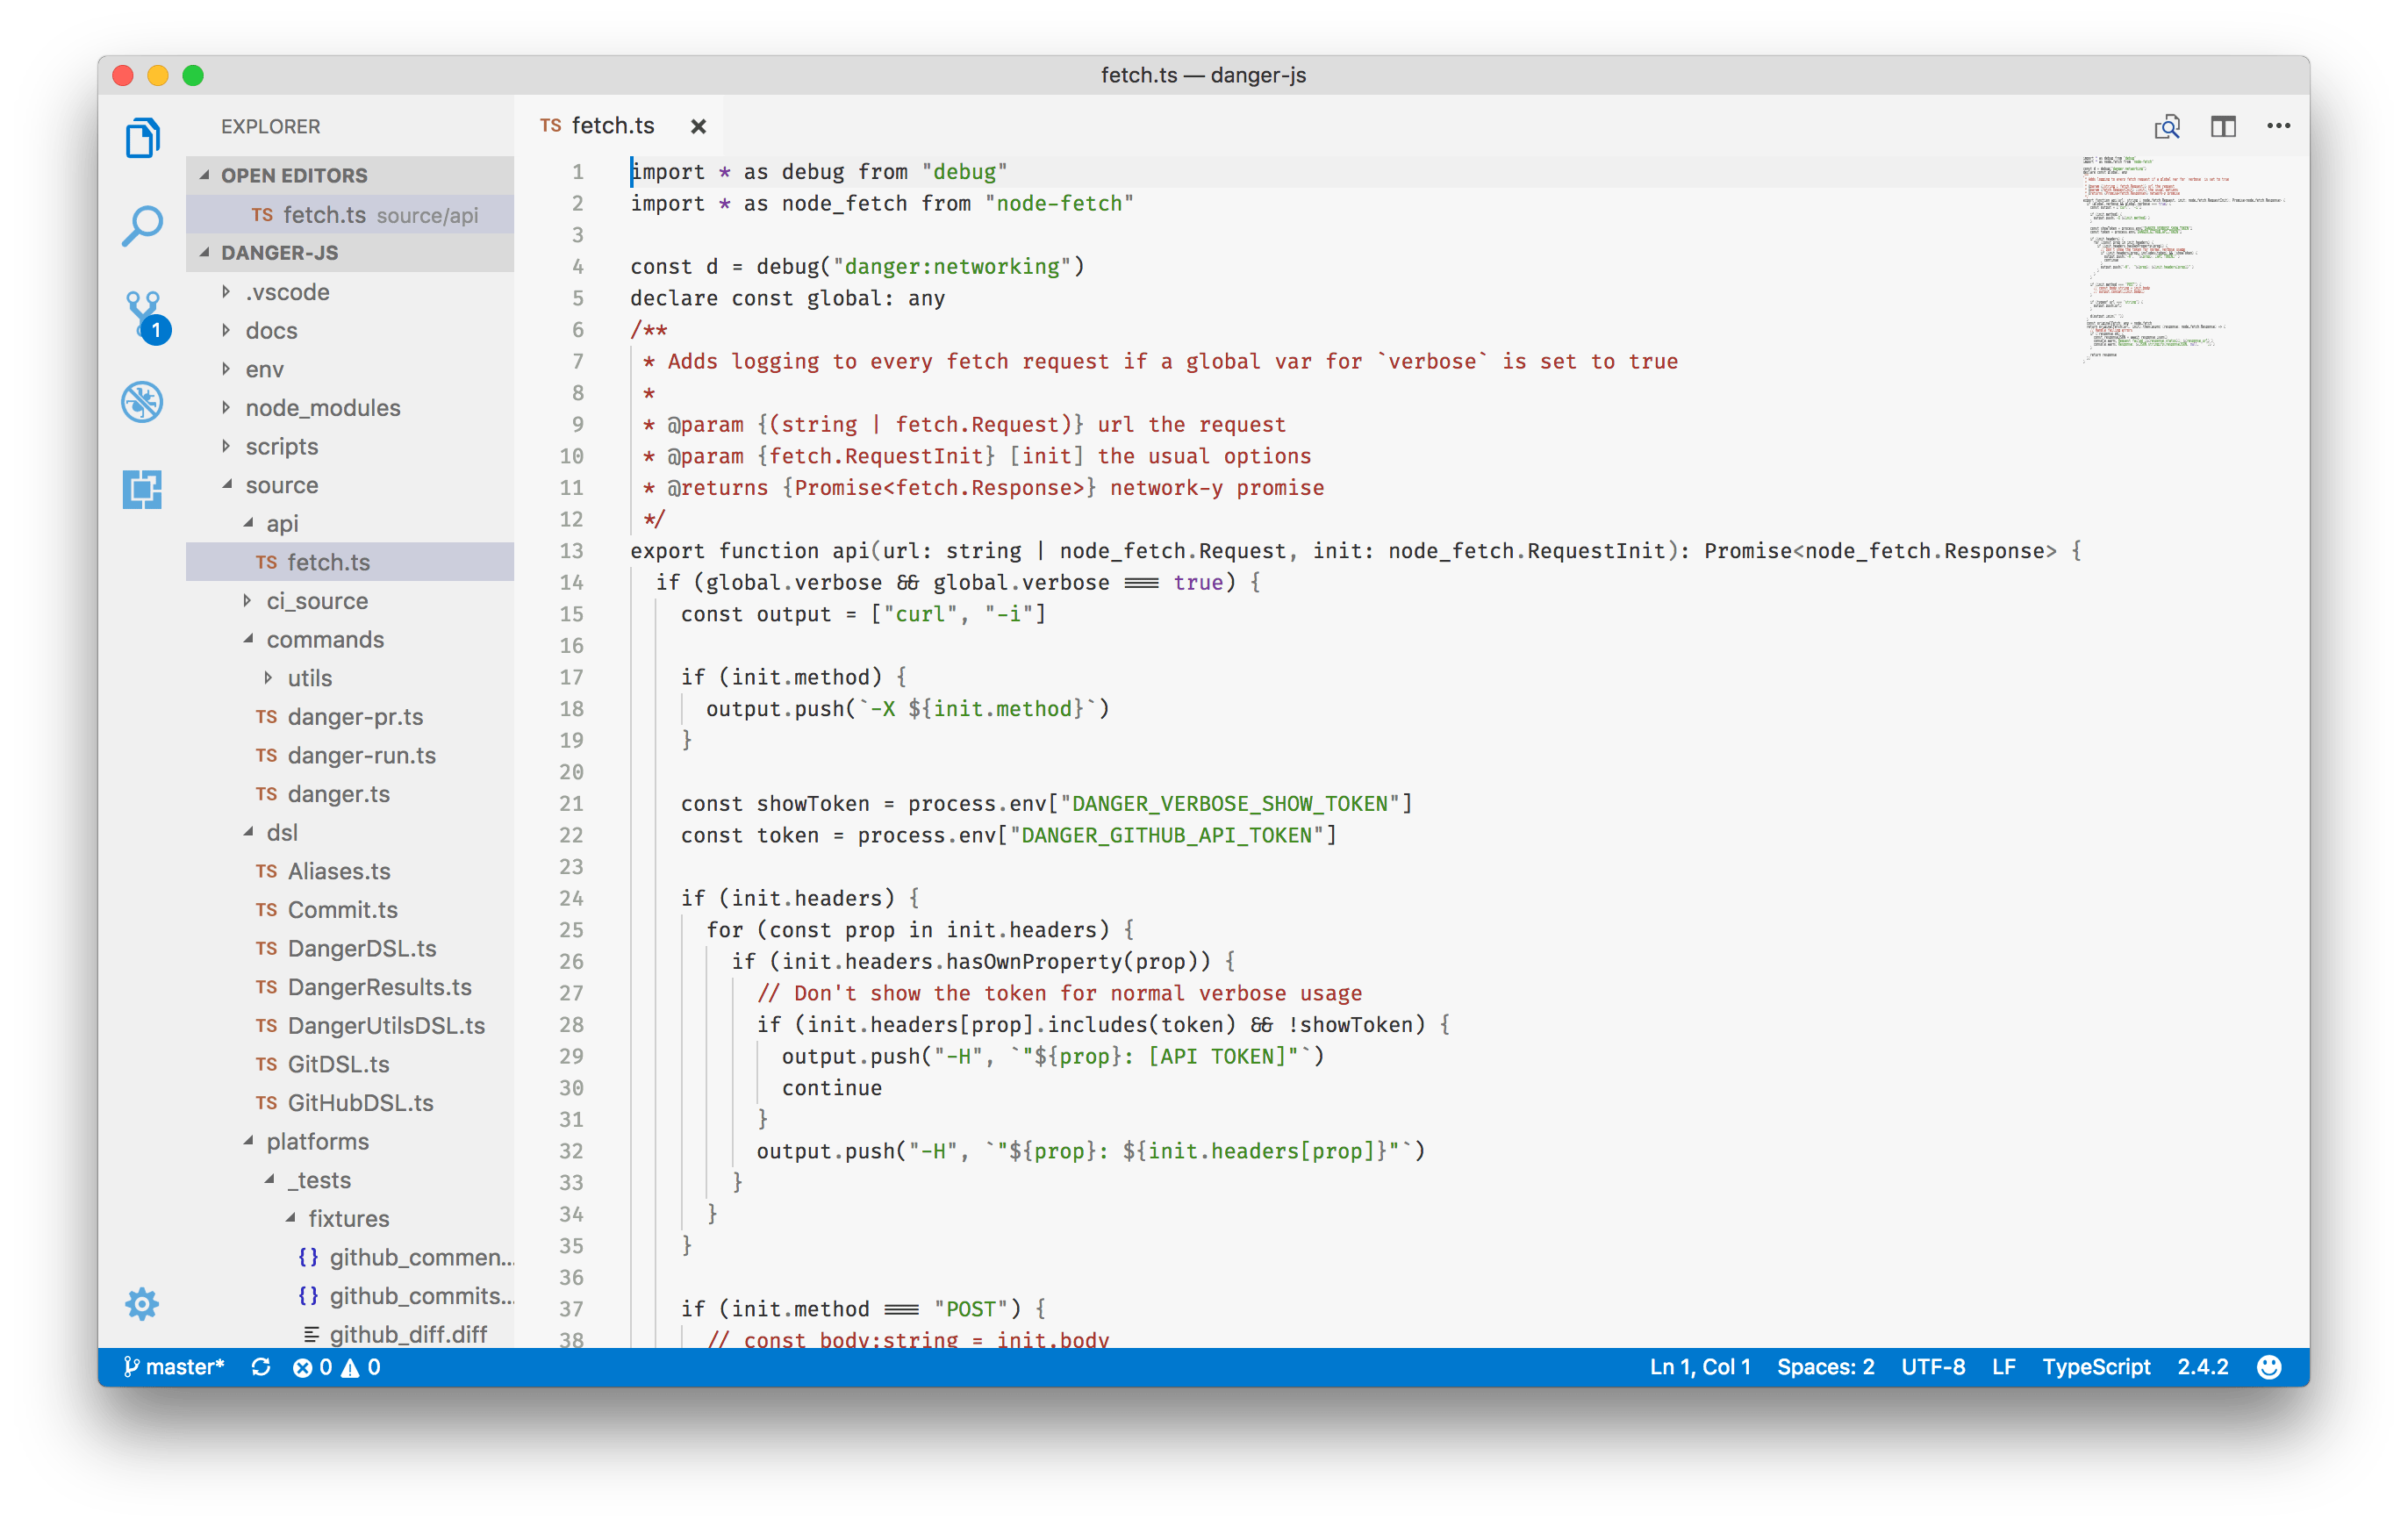 fetch.ts — danger-js
EXPLORER
OPEN EDITORS
TS fetch.ts source/api
DANGER-JS
.vscode
docs
env
node_modules
scripts
source
api
TS fetch.ts
ci_source
commands
utils
TS danger-pr.ts
TS danger-run.ts
TS danger.ts
dsl
TS Aliases.ts
TS Commit.ts
TS DangerDSL.ts
TS DangerResults.ts
TS DangerUtilsDSL.ts
TS GitDSL.ts
TS GitHubDSL.ts
platforms
_tests
fixtures
{} github_commen...
{} github_commits...
github_diff.diff
1
TS fetch.ts ×
1 import * as debug from "debug"
2 import * as node_fetch from "node-fetch"
3
4 const d = debug("danger:networking")
5 declare const global: any
6 /**
7 * Adds logging to every fetch request if a global var for `verbose` is set to true
8 *
9 * @param {(string | fetch.Request)} url the request
10 * @param {fetch.RequestInit} [init] the usual options
11 * @returns {Promise<fetch.Response>} network-y promise
12 */
13 export function api(url: string | node_fetch.Request, init: node_fetch.RequestInit): Promise<node_fetch.Response> {
14 if (global.verbose && global.verbose === true) {
15 const output = ["curl", "-i"]
16
17 if (init.method) {
18 output.push(`-X ${init.method}`)
19 }
20
21 const showToken = process.env["DANGER_VERBOSE_SHOW_TOKEN"]
22 const token = process.env["DANGER_GITHUB_API_TOKEN"]
23
24 if (init.headers) {
25 for (const prop in init.headers) {
26 if (init.headers.hasOwnProperty(prop)) {
27 // Don't show the token for normal verbose usage
28 if (init.headers[prop].includes(token) && !showToken) {
29 output.push("-H", `"${prop}: [API TOKEN]"`)
30 continue
31 }
32 output.push("-H", `"${prop}: ${init.headers[prop]}"`)
33 }
34 }
35 }
36
37 if (init.method === "POST") {
38 // const body:string = init.body
master* 0 0
Ln 1, Col 1 Spaces: 2 UTF-8 LF TypeScript 2.4.2